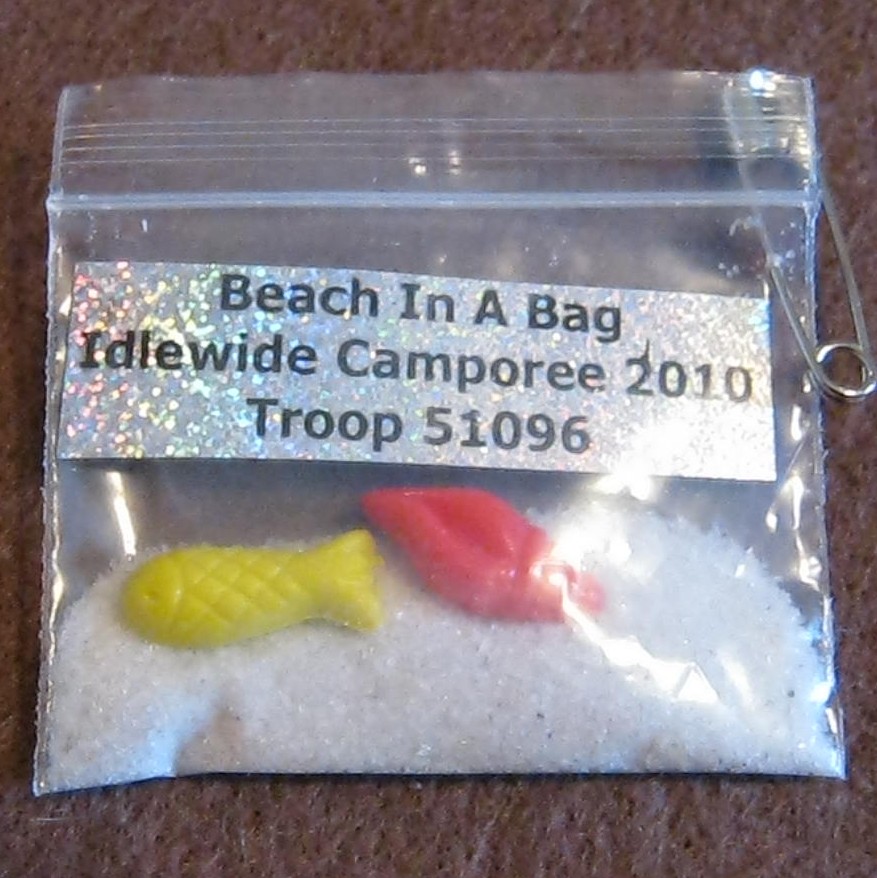 Beach In A Bag
Idlewide Camporee 2010
Troop 51096